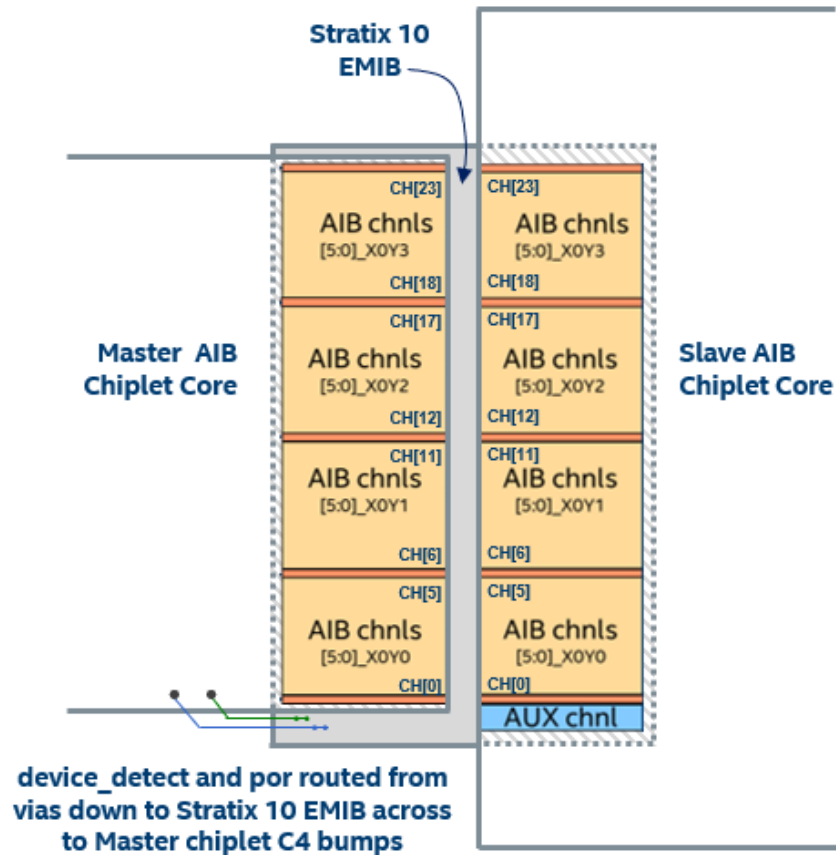 Stratix 10
EMIB
CH[23]
AIB chnls
[5:0]_X0Y3
CH[18]
CH[17]
AIB chnls
[5:0]_X0Y2
CH[12]
CH[11]
AIB chnls
[5:0]_X0Y1
CH[6]
CH[5]
AIB chnls
[5:0]_X0Y0
CH[0]
CH[23]
AIB chnls
[5:0]_X0Y3
CH[18]
CH[17]
AIB chnls
[5:0]_X0Y2
CH[12]
CH[11]
AIB chnls
[5:0]_X0Y1
CH[6]
CH[5]
AIB chnls
[5:0]_X0Y0
CH[0]
AUX chnl
Master AIB
Chiplet Core
Slave AIB
Chiplet Core
device_detect and por routed from
vias down to Stratix 10 EMIB across
to Master chiplet C4 bumps